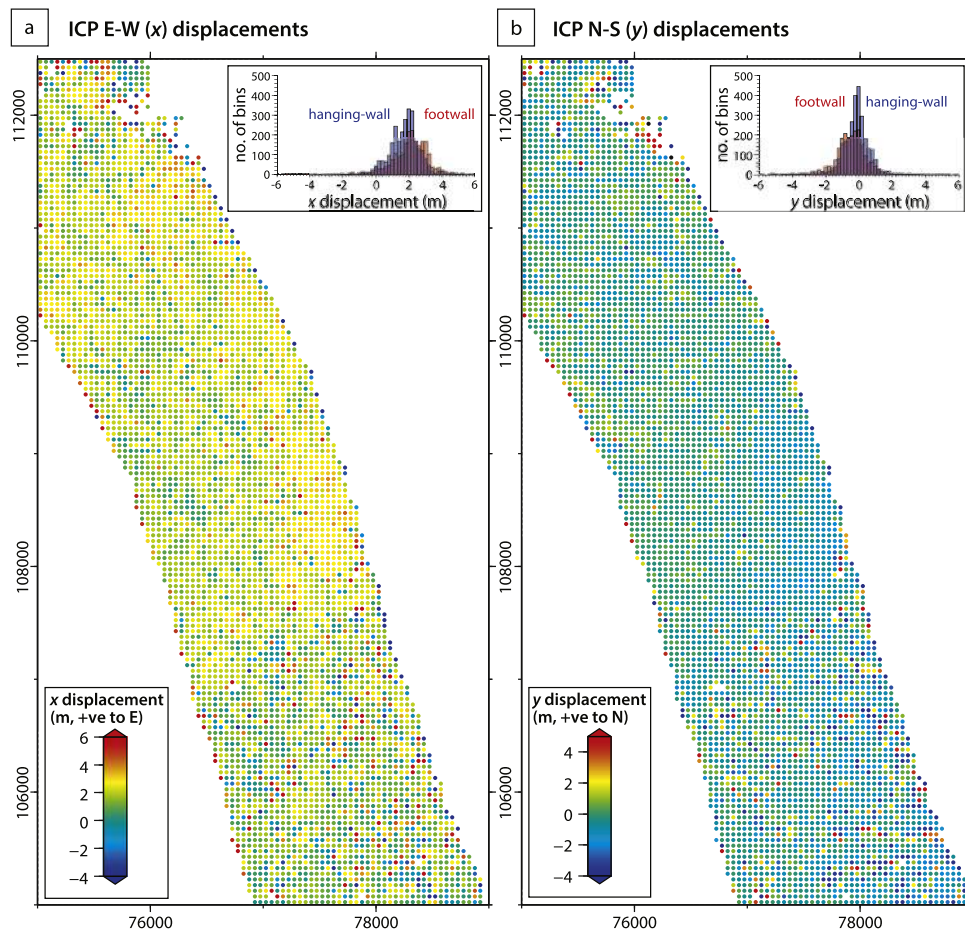 a ICP E-W (x) displacements
500
400
300
200
100
0
no. of bins
hanging-wall footwall
-6 -4 -2 0 2 4 6
x displacement (m)
112000
110000
108000
106000
x displacement
(m, +ve to E)
6
4
2
0
−2
−4
76000 78000
b ICP N-S (y) displacements
500
400
300
200
100
0
no. of bins
footwall hanging-wall
-6 -4 -2 0 2 4 6
y displacement (m)
112000
110000
108000
106000
y displacement
(m, +ve to N)
4
2
0
−2
−4
76000 78000